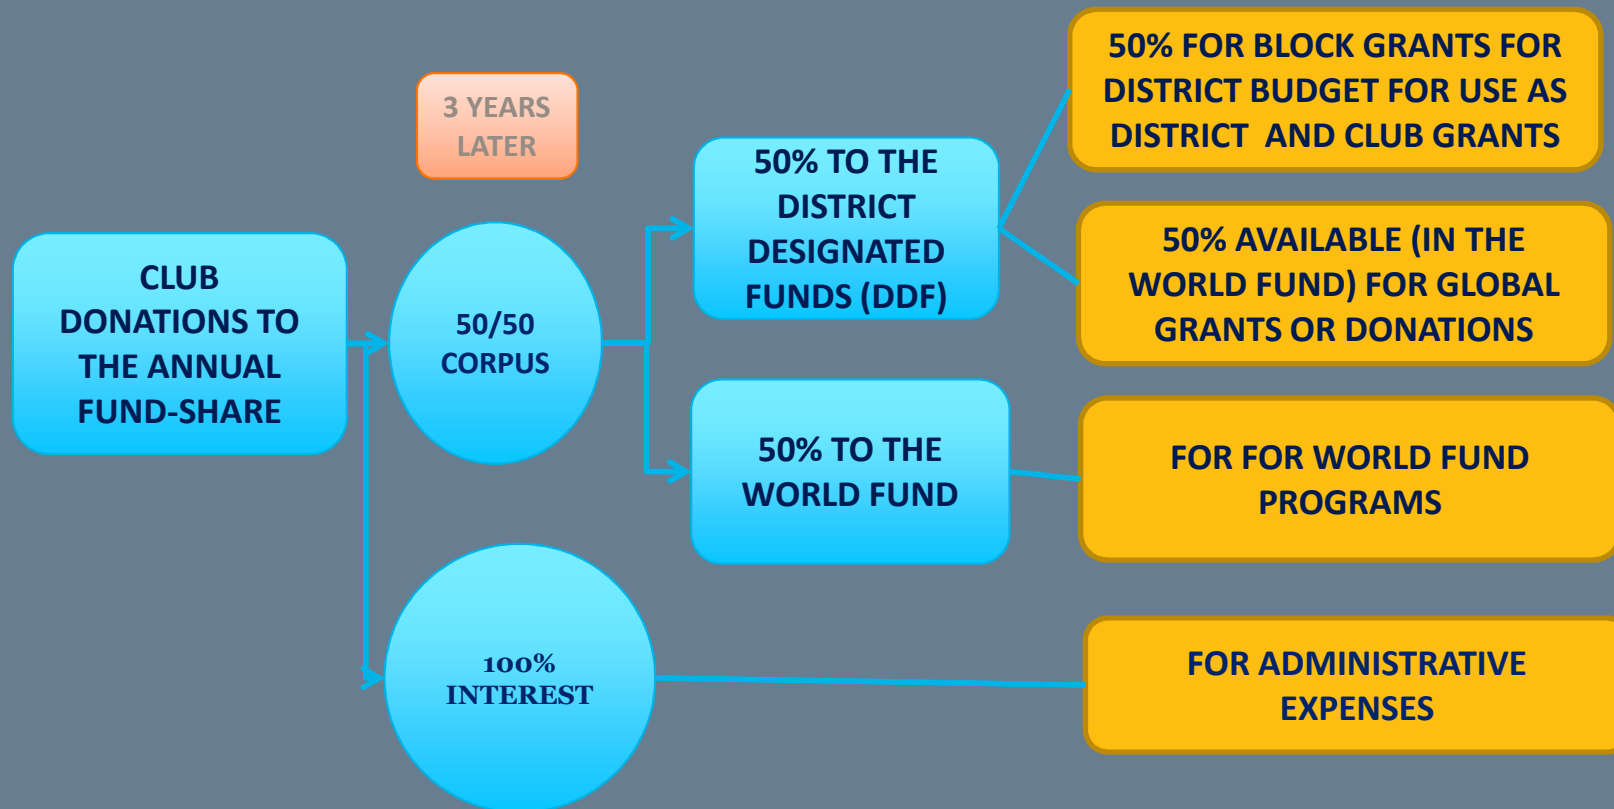 3 YEARS
LATER
CLUB
DONATIONS TO
THE ANNUAL
FUND-SHARE
50/50
CORPUS
100%
INTEREST
50% TO THE
DISTRICT
DESIGNATED
FUNDS (DDF)
50% TO THE
WORLD FUND
50% FOR BLOCK GRANTS FOR
DISTRICT BUDGET FOR USE AS
DISTRICT AND CLUB GRANTS
50% AVAILABLE (IN THE
WORLD FUND) FOR GLOBAL
GRANTS OR DONATIONS
FOR FOR WORLD FUND
PROGRAMS
FOR ADMINISTRATIVE
EXPENSES